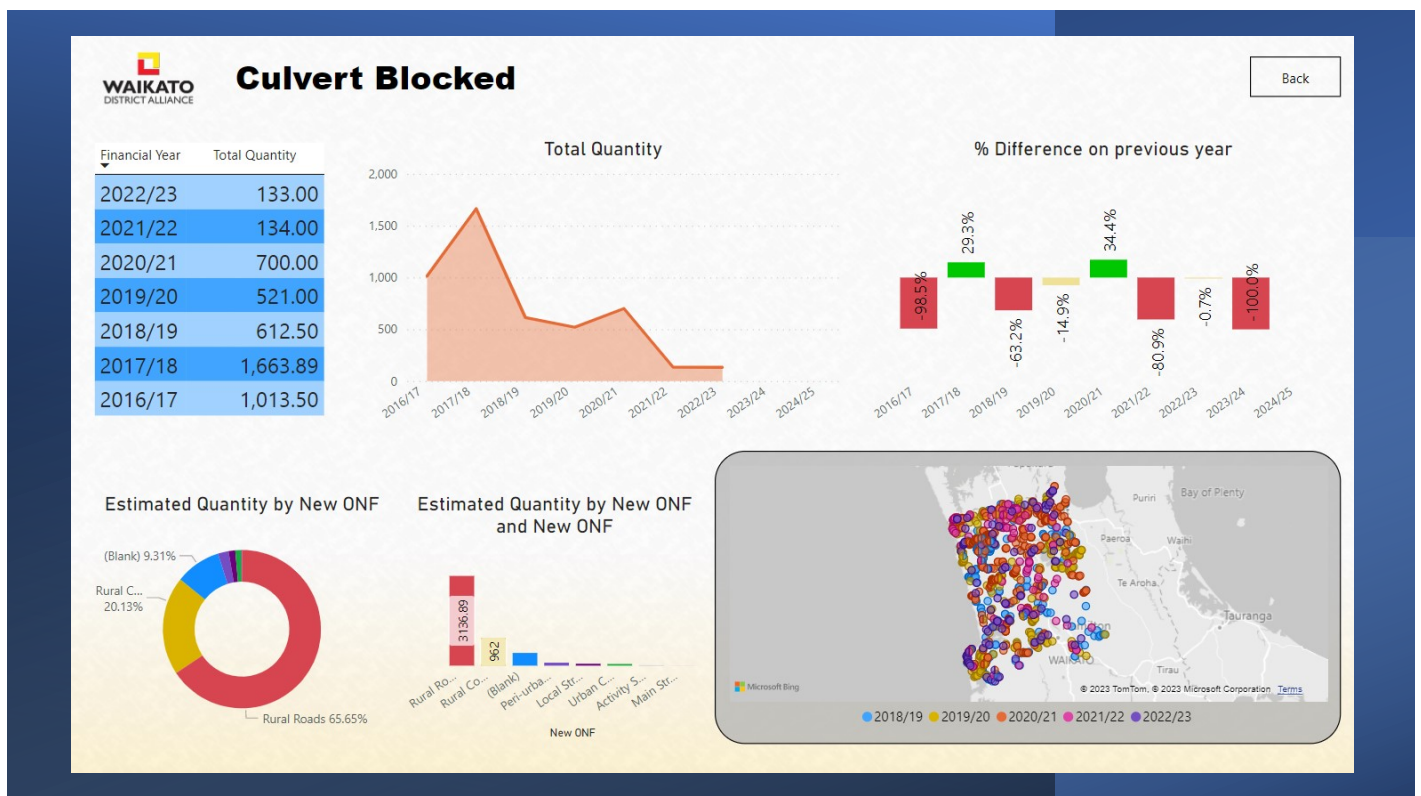 WAIKATO
DISTRICT ALLIANCE
Culvert Blocked
Back
Financial Year Total Quantity
2022/23 133.00
2021/22 134.00
2020/21 700.00
2019/20 521.00
2018/19 612.50
2017/18 1,663.89
2016/17 1,013.50
Total Quantity
2,000
1,500
1,000
500
0
2016/17 2017/18 2018/19 2019/20 2020/21 2021/22 2022/23 2023/24 2024/25
% Difference on previous year
-98.5% 29.3% -63.2% -14.9% 34.4% -80.9% -0.7% -100.0%
2016/17 2017/18 2018/19 2019/20 2020/21 2021/22 2022/23 2023/24 2024/25
Estimated Quantity by New ONF
(Blank) 9.31%
Rural C...
20.13%
Rural Roads 65.65%
Estimated Quantity by New ONF
and New ONF
3136.89
962
Rural Ro... Rural Co... (Blank) Peri-urba... Local Str... Urban C... Activity S... Main Str...
New ONF
Puriri
Bay of Plenty
Paeroa
Waihi
Te Aroha
Tauranga
Tirau
Microsoft Bing
© 2023 TomTom, © 2023 Microsoft Corporation Terms
2018/19 2019/20 2020/21 2021/22 2022/23